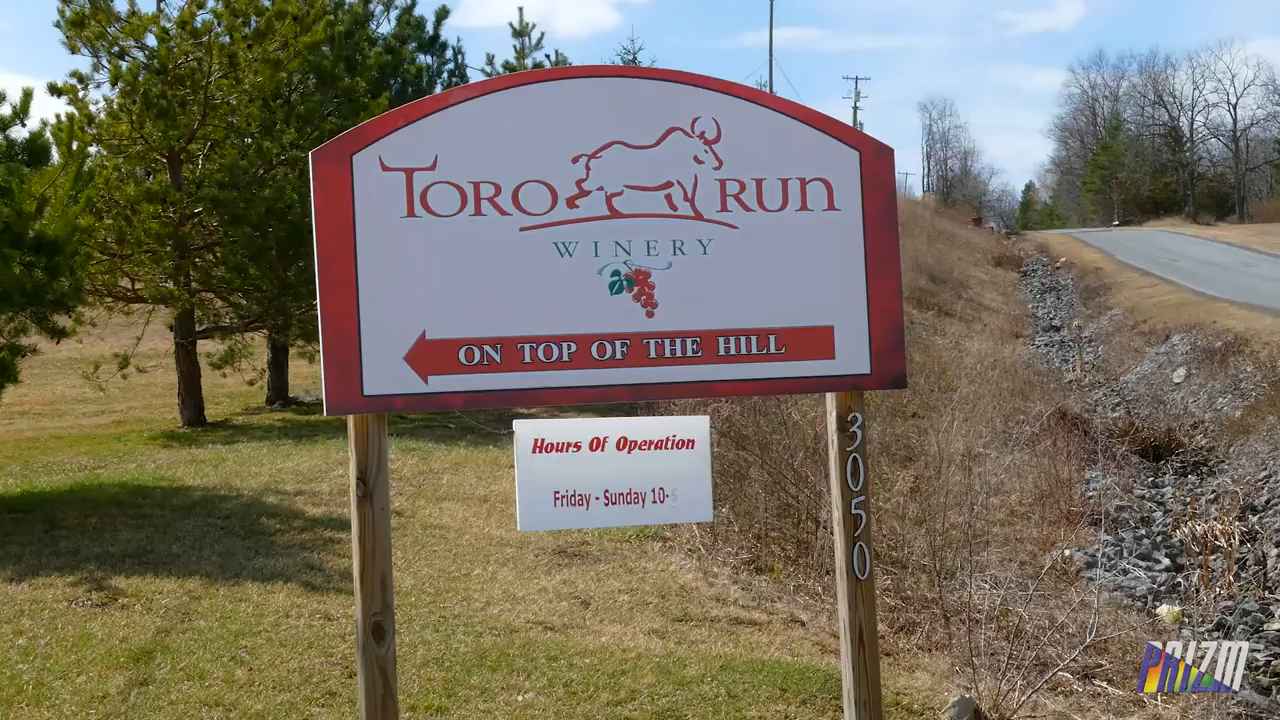 TORO RUN
WINERY
ON TOP OF THE HILL
Hours Of Operation
Friday - Sunday 10-
3050
PRIZM